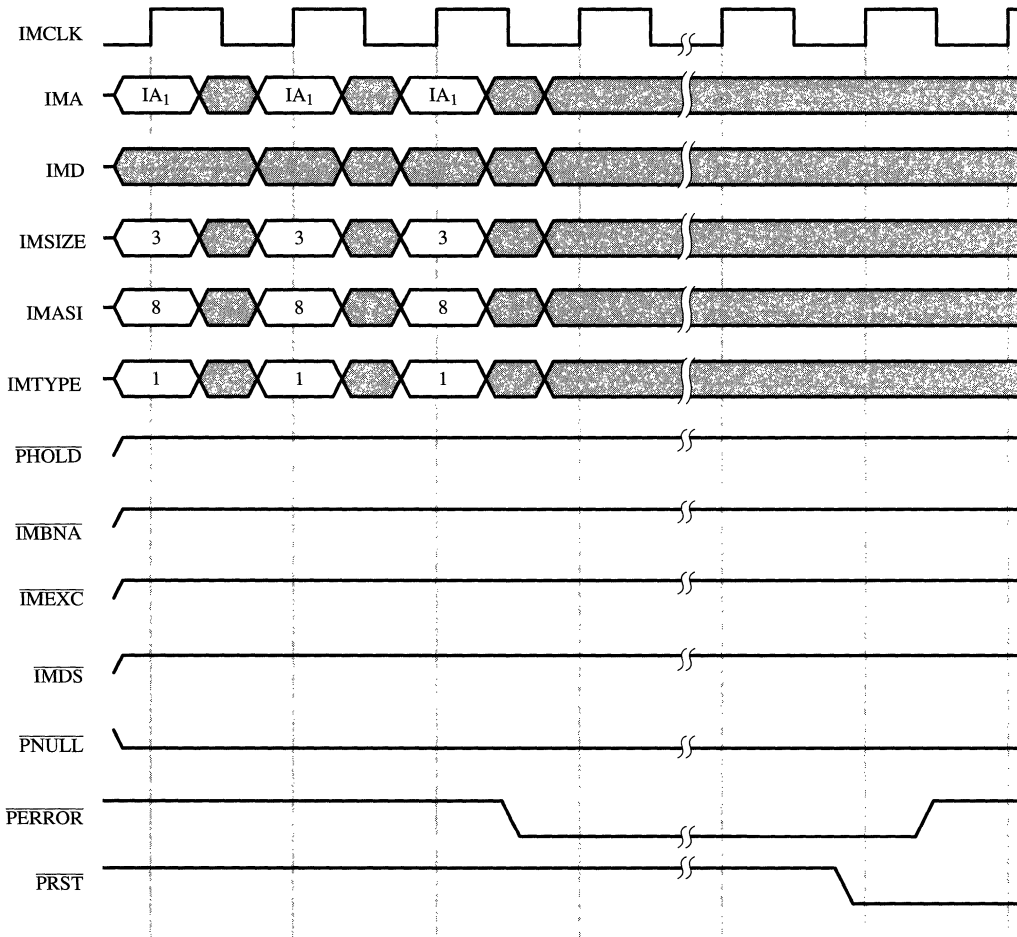 IMCLK
IMA IA₁ IA₁ IA₁
IMD
IMSIZE 3 3 3
IMASI 8 8 8
IMTYPE 1 1 1
PHOLD
IMBNA
IMEXC
IMDS
PNULL
PERROR
PRST